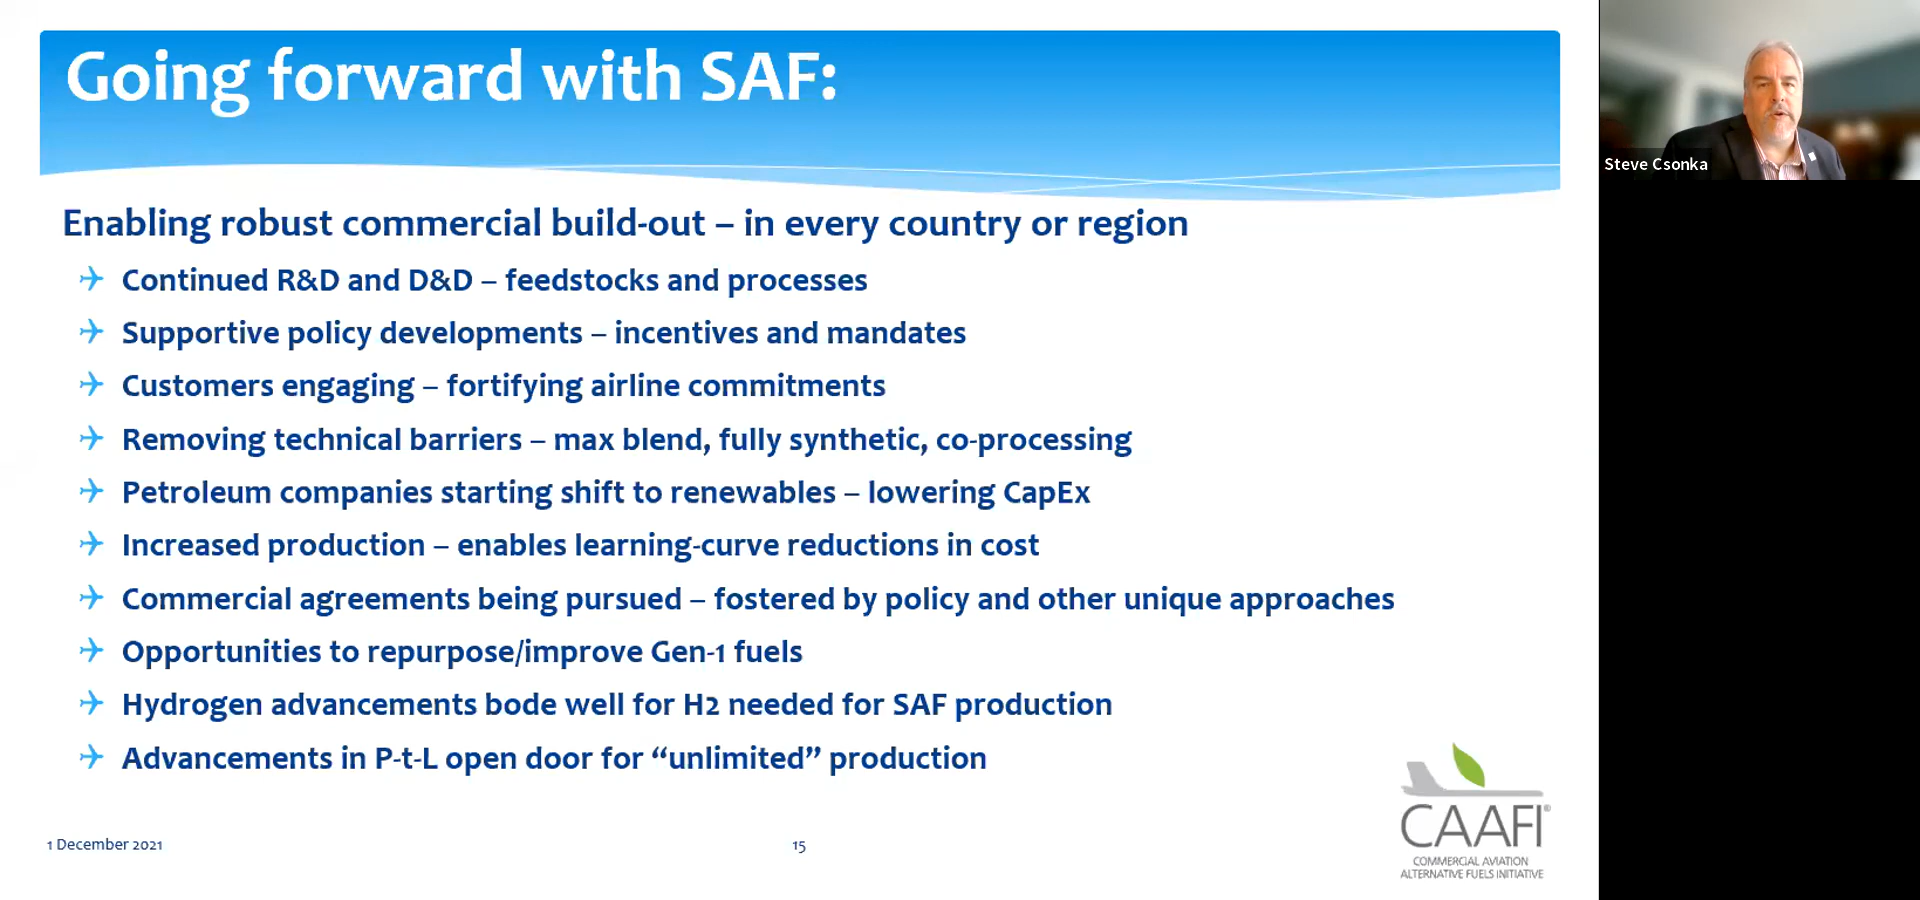 Going forward with SAF:
Enabling robust commercial build-out – in every country or region
Continued R&D and D&D – feedstocks and processes
Supportive policy developments – incentives and mandates
Customers engaging – fortifying airline commitments
Removing technical barriers – max blend, fully synthetic, co-processing
Petroleum companies starting shift to renewables – lowering CapEx
Increased production – enables learning-curve reductions in cost
Commercial agreements being pursued – fostered by policy and other unique approaches
Opportunities to repurpose/improve Gen-1 fuels
Hydrogen advancements bode well for H2 needed for SAF production
Advancements in P-t-L open door for “unlimited” production
1 December 2021
15
CAAFI®
COMMERCIAL AVIATION
ALTERNATIVE FUELS INITIATIVE
Steve Csonka